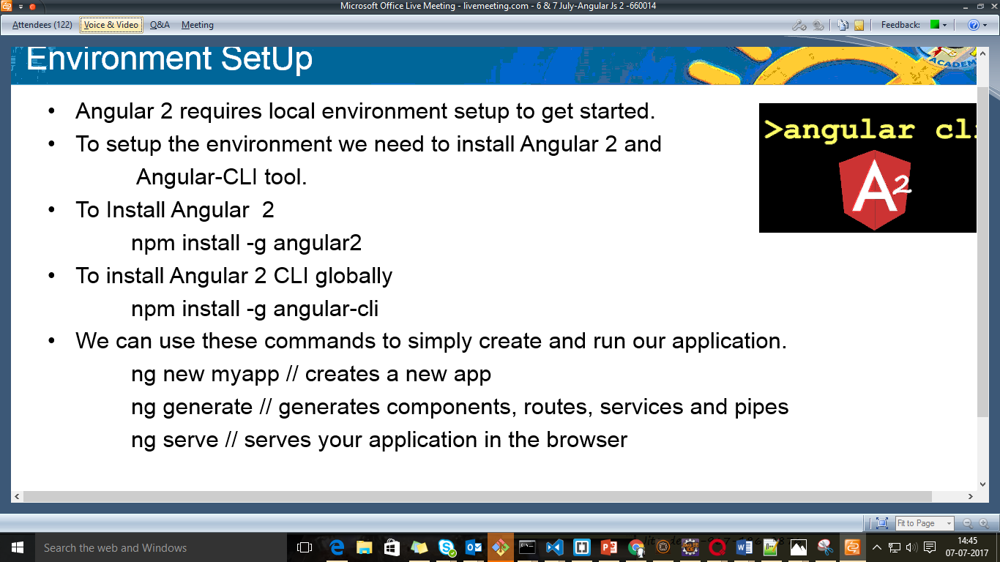 Microsoft Office Live Meeting - livemeeting.com - 6 & 7 July-Angular Js 2 -660014
Attendees (122) Voice & Video Q&A Meeting Feedback:
Environment SetUp
ACADEM
• Angular 2 requires local environment setup to get started.
• To setup the environment we need to install Angular 2 and
Angular-CLI tool.
>angular cli
A2
• To Install Angular 2
npm install -g angular2
• To install Angular 2 CLI globally
npm install -g angular-cli
• We can use these commands to simply create and run our application.
ng new myapp // creates a new app
ng generate // generates components, routes, services and pipes
ng serve // serves your application in the browser
Fit to Page
Search the web and Windows
14:45
07-07-2017